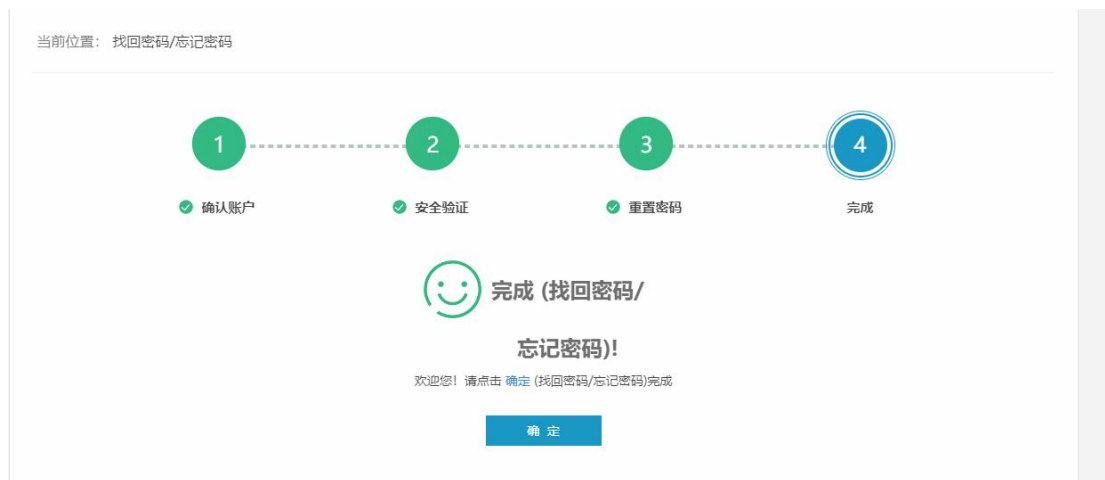 当前位置： 找回密码/忘记密码
1 2 3 4
确认账户 安全验证 重置密码 完成
完成 (找回密码/
忘记密码)!
欢迎您！请点击 确定 (找回密码/忘记密码)完成
确 定